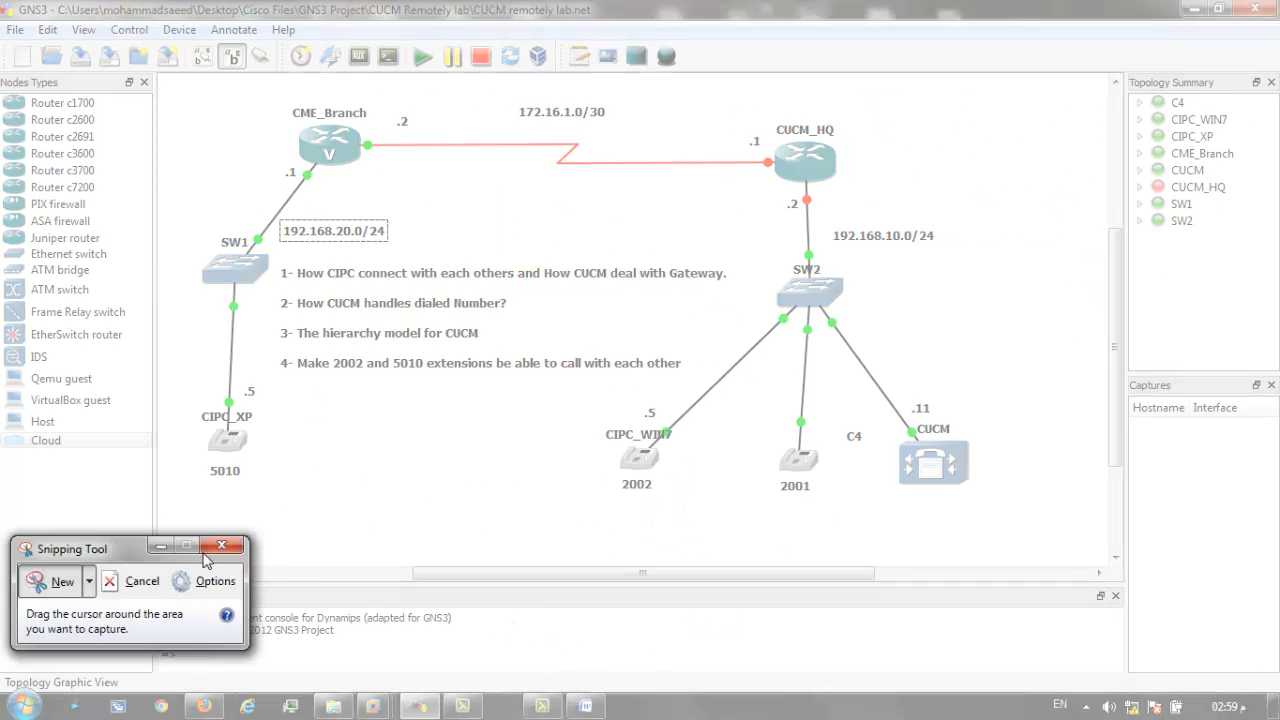 GNS3 - C:\Users\mohammadsaeed\Desktop\Cisco Files\GNS3 Project\CUCM Remotely lab\CUCM remotely lab.net
File Edit View Control Device Annotate Help
Nodes Types
Router c1700
Router c2600
Router c2691
Router c3600
Router c3700
Router c7200
PIX firewall
ASA firewall
Juniper router
Ethernet switch
ATM bridge
ATM switch
Frame Relay switch
EtherSwitch router
IDS
Qemu guest
VirtualBox guest
Host
Cloud
CME_Branch
V
.2
172.16.1.0/30
CUCM_HQ
.1
.1
.2
192.168.20.0/24
192.168.10.0/24
SW1
SW2
1- How CIPC connect with each others and How CUCM deal with Gateway.
2- How CUCM handles dialed Number?
3- The hierarchy model for CUCM
4- Make 2002 and 5010 extensions be able to call with each other
.5
CIPC_XP
5010
.5
CIPC_WIN7
2002
C4
2001
.11
CUCM
Topology Summary
C4
CIPC_WIN7
CIPC_XP
CME_Branch
CUCM
CUCM_HQ
SW1
SW2
Captures
Hostname Interface
Snipping Tool
New Cancel Options
Drag the cursor around the area
you want to capture.
ent console for Dynamips (adapted for GNS3)
2012 GNS3 Project
=>
Topology Graphic View
EN
02:59 م